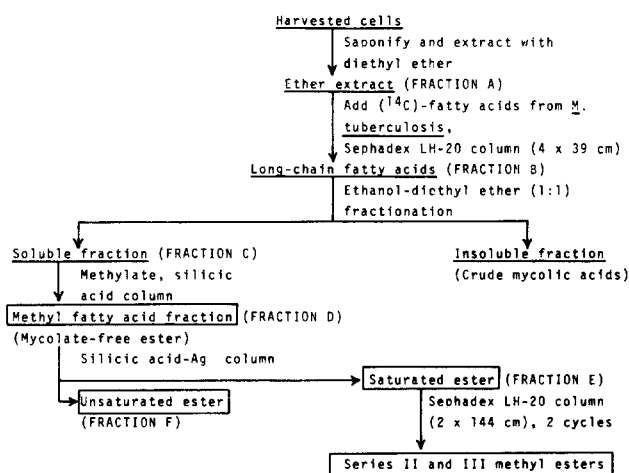 Harvested cells
Saponify and extract with
diethyl ether
Ether extract (FRACTION A)
Add (14C)-fatty acids from M.
tuberculosis,
Sephadex LH-20 column (4 x 39 cm)
Long-chain fatty acids (FRACTION B)
Ethanol-diethyl ether (1:1)
fractionation
Soluble fraction (FRACTION C)
Methylate, silicic
acid column
Insoluble fraction
(Crude mycolic acids)
Methyl fatty acid fraction (FRACTION D)
(Mycolate-free ester)
Silicic acid-Ag column
Saturated ester (FRACTION E)
Unsaturated ester
(FRACTION F)
Sephadex LH-20 column
(2 x 144 cm), 2 cycles
Series II and III methyl esters